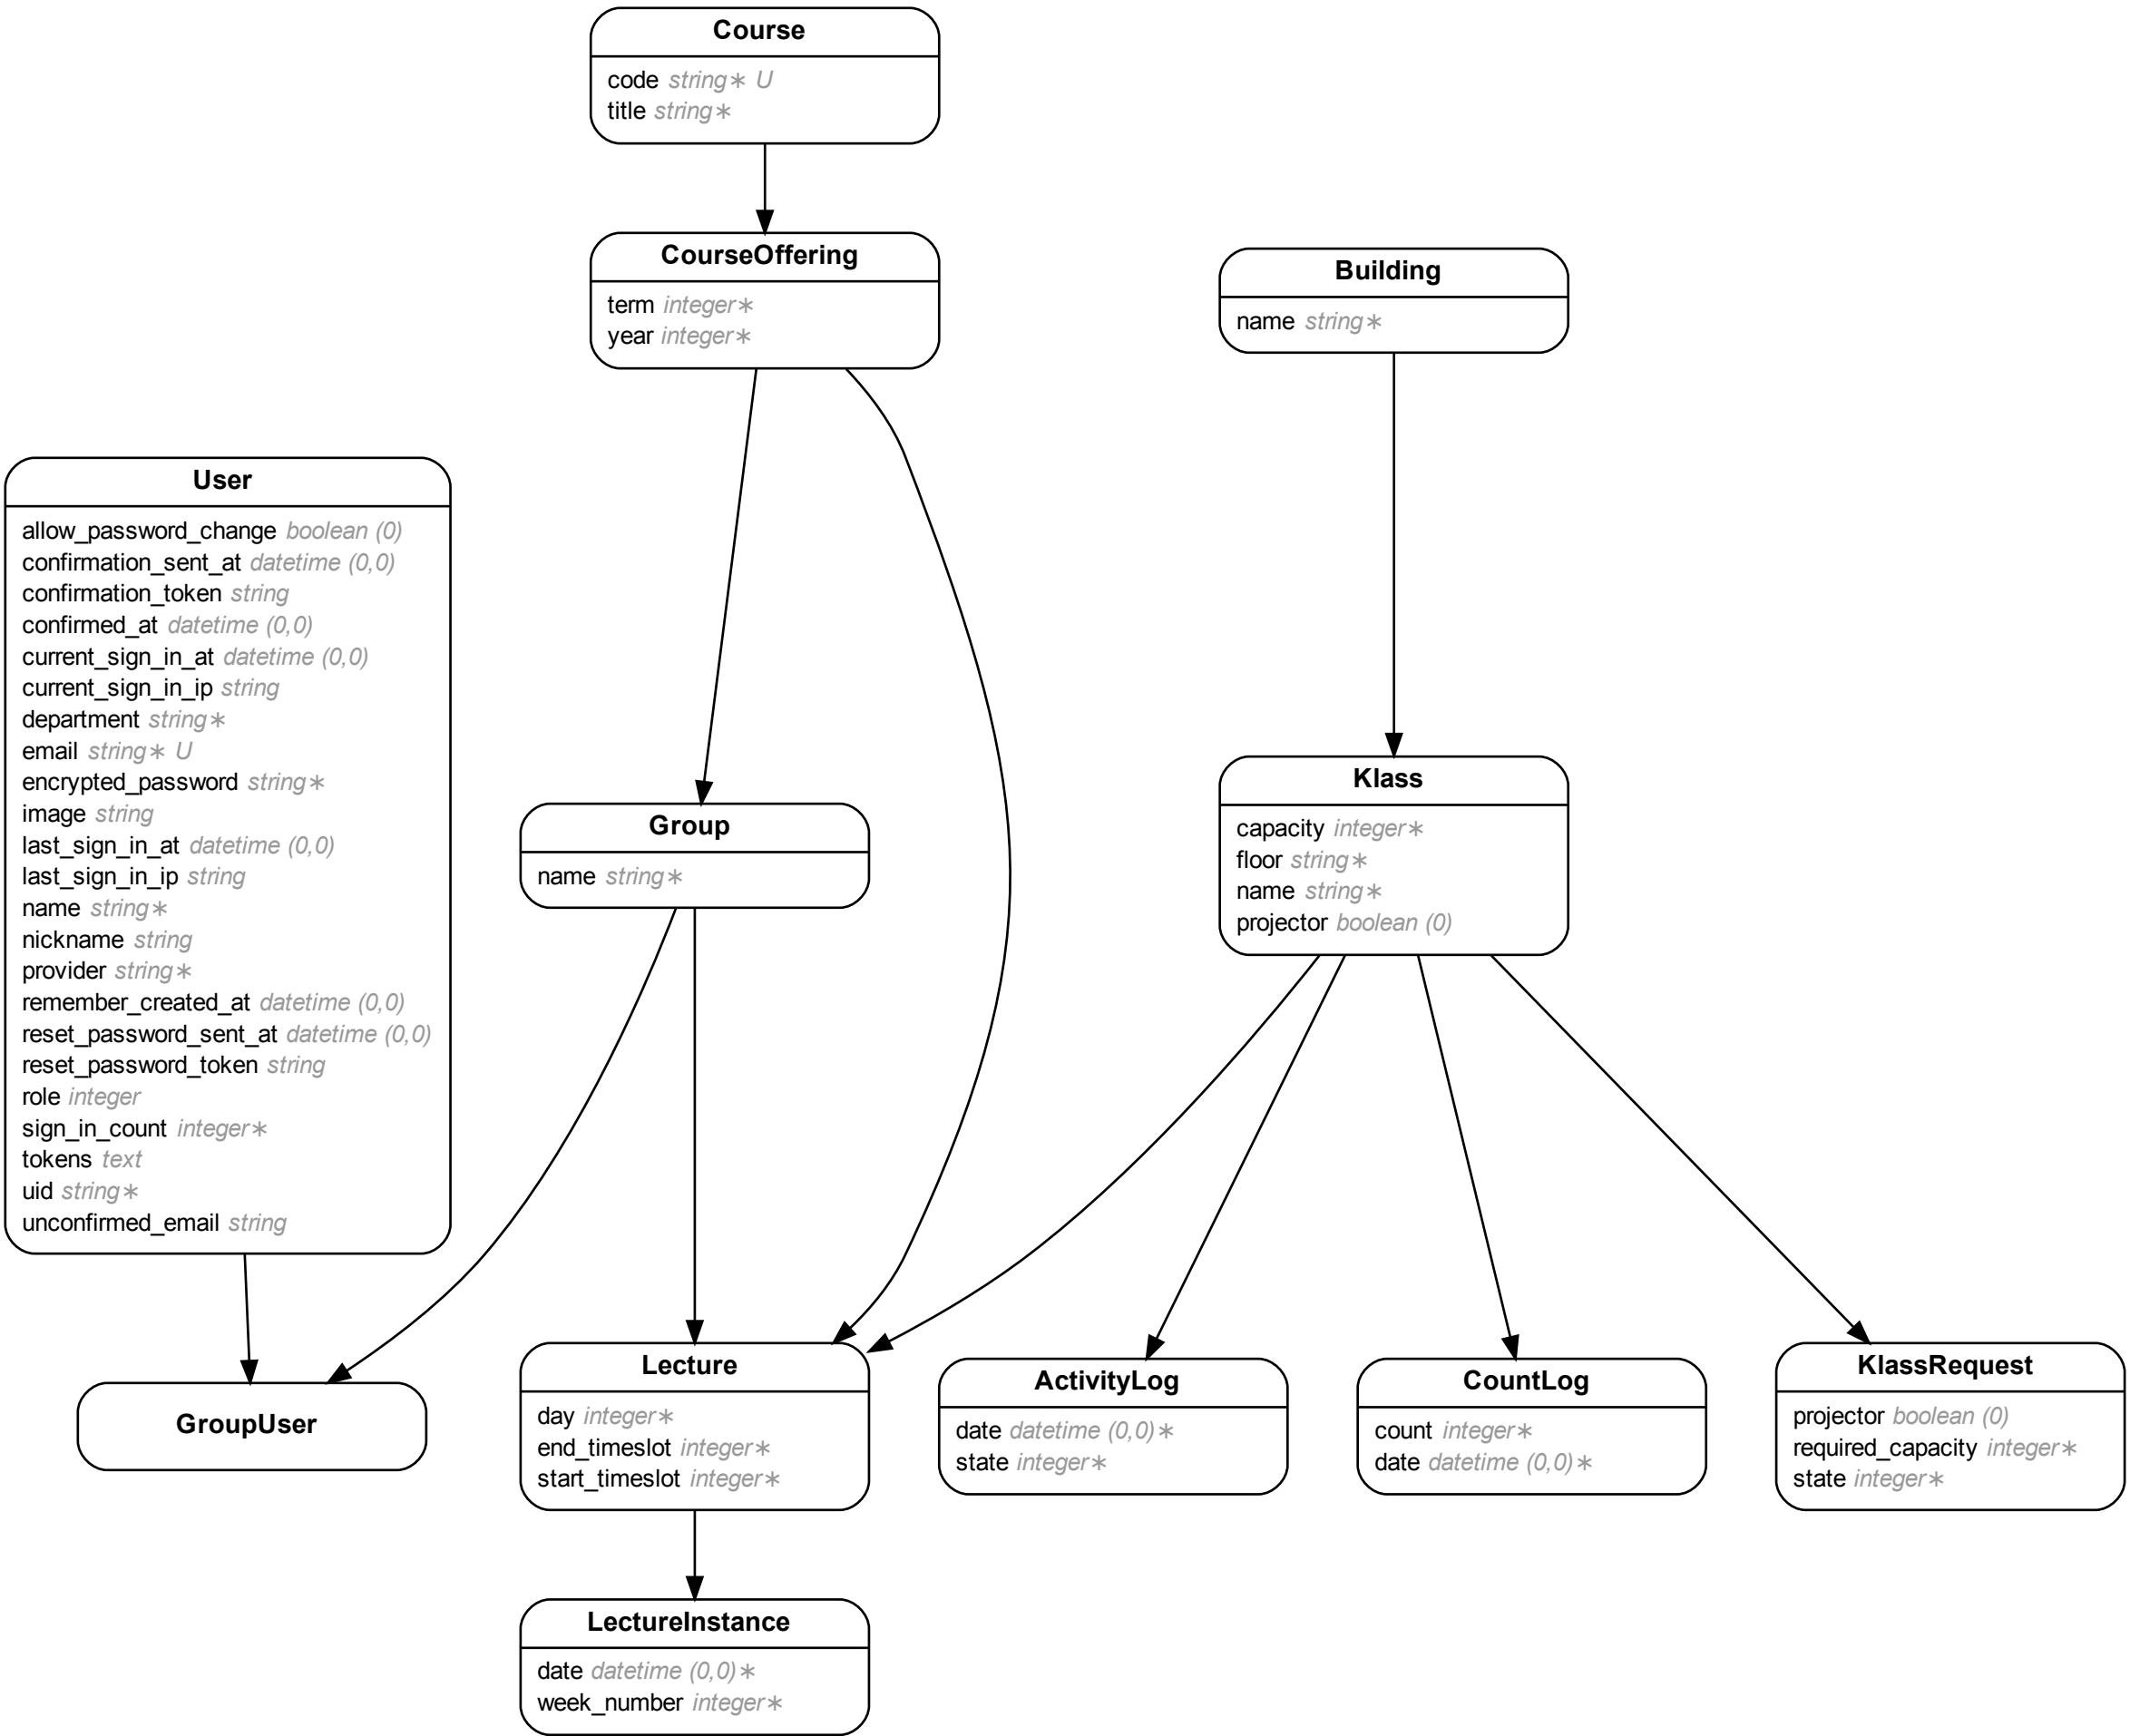 Course
code string∗ U
title string∗
CourseOffering
term integer∗
year integer∗
Building
name string∗
User
allow_password_change boolean (0)
confirmation_sent_at datetime (0,0)
confirmation_token string
confirmed_at datetime (0,0)
current_sign_in_at datetime (0,0)
current_sign_in_ip string
department string∗
email string∗ U
encrypted_password string∗
image string
last_sign_in_at datetime (0,0)
last_sign_in_ip string
name string∗
nickname string
provider string∗
remember_created_at datetime (0,0)
reset_password_sent_at datetime (0,0)
reset_password_token string
role integer
sign_in_count integer∗
tokens text
uid string∗
unconfirmed_email string
Group
name string∗
Klass
capacity integer∗
floor string∗
name string∗
projector boolean (0)
GroupUser
Lecture
day integer∗
end_timeslot integer∗
start_timeslot integer∗
ActivityLog
date datetime (0,0)∗
state integer∗
CountLog
count integer∗
date datetime (0,0)∗
KlassRequest
projector boolean (0)
required_capacity integer∗
state integer∗
LectureInstance
date datetime (0,0)∗
week_number integer∗